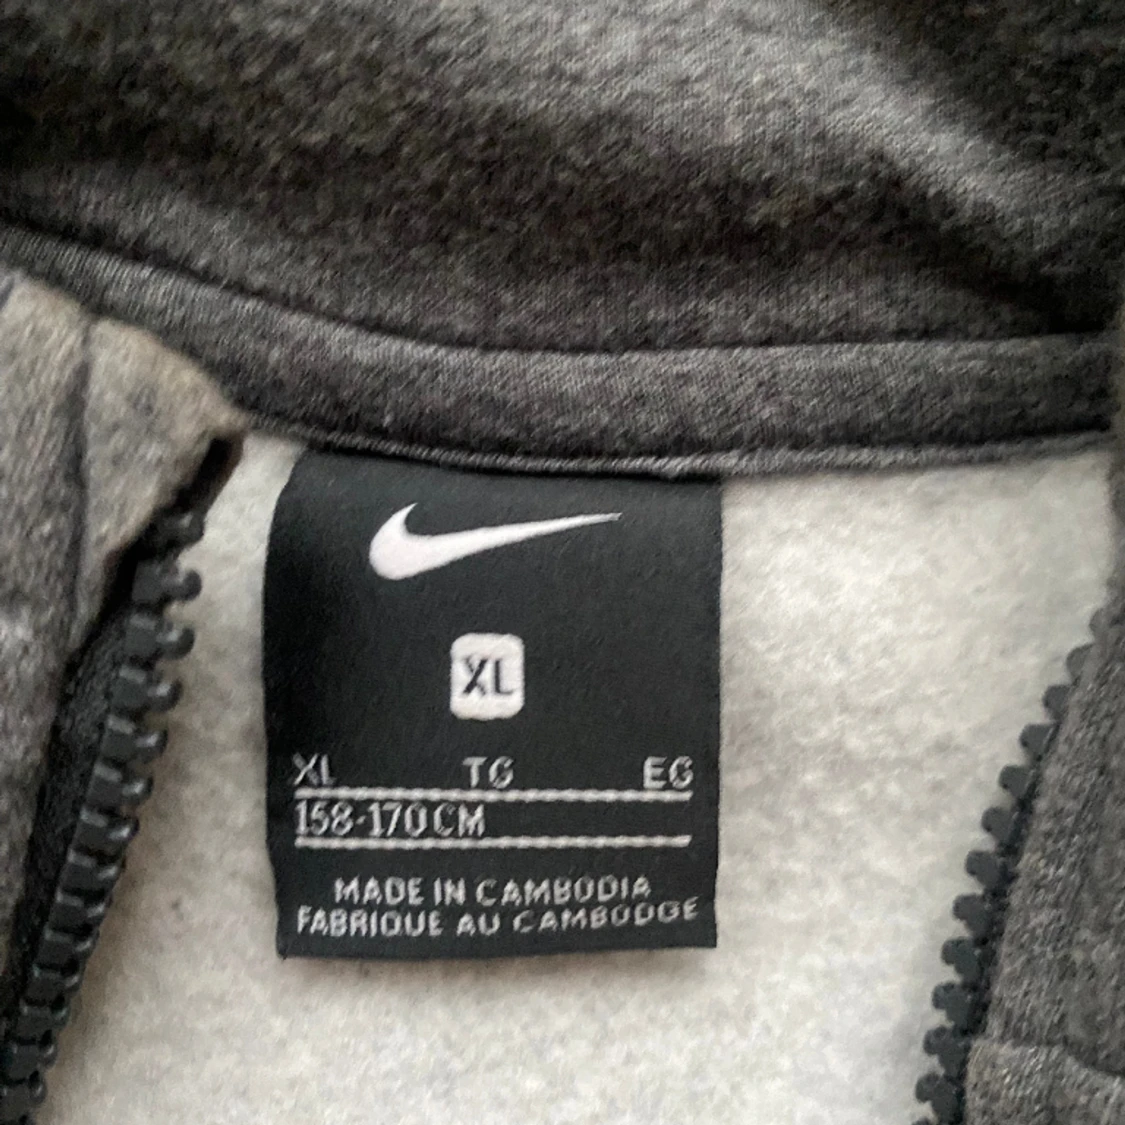 XL
XL TG EG
158-170CM
MADE IN CAMBODIA
FABRIQUE AU CAMBODGE